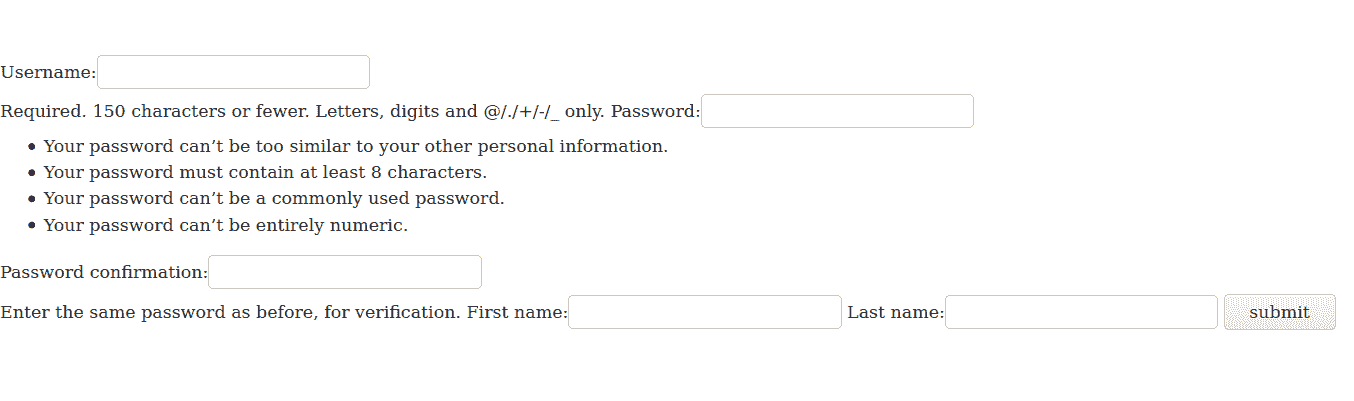 Username:
Required. 150 characters or fewer. Letters, digits and @/./+/-/_ only. Password:
• Your password can’t be too similar to your other personal information.
• Your password must contain at least 8 characters.
• Your password can’t be a commonly used password.
• Your password can’t be entirely numeric.
Password confirmation:
Enter the same password as before, for verification. First name: Last name: submit